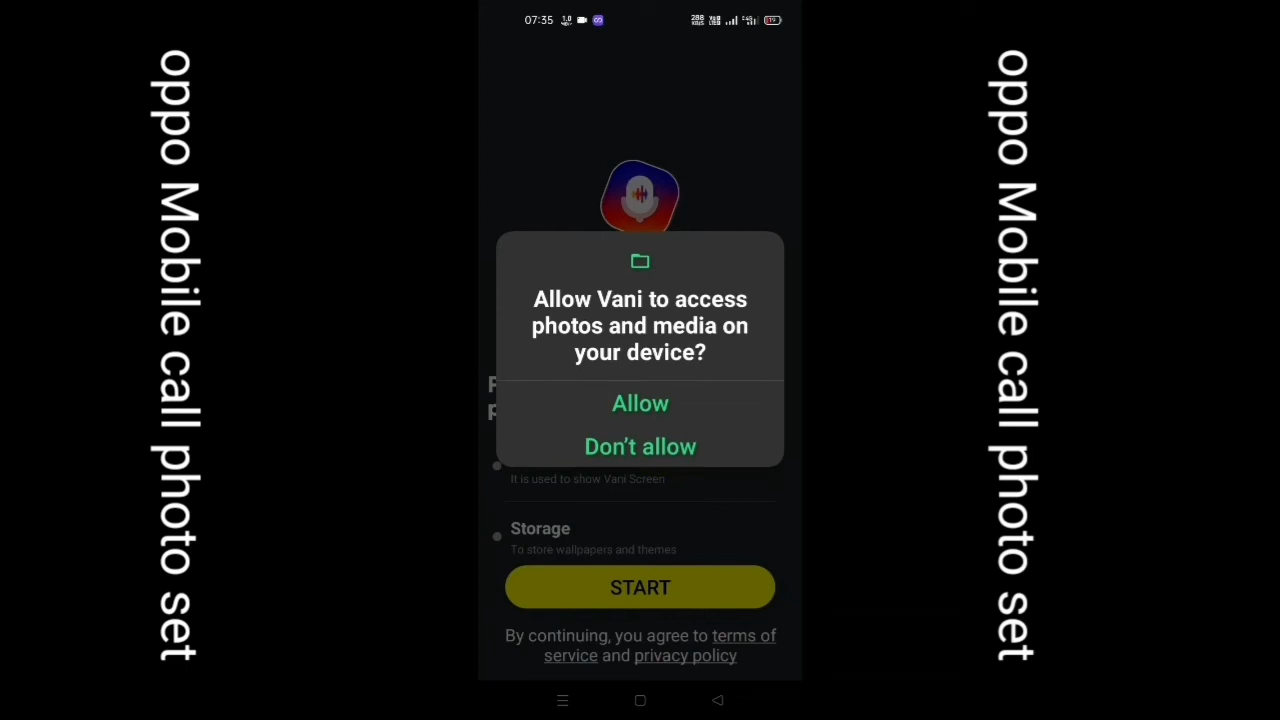 oppo Mobile call photo set
07:35
Allow Vani to access
photos and media on
your device?
Allow
Don’t allow
It is used to show Vani Screen
Storage
To store wallpapers and themes
START
By continuing, you agree to terms of
service and privacy policy
oppo Mobile call photo set